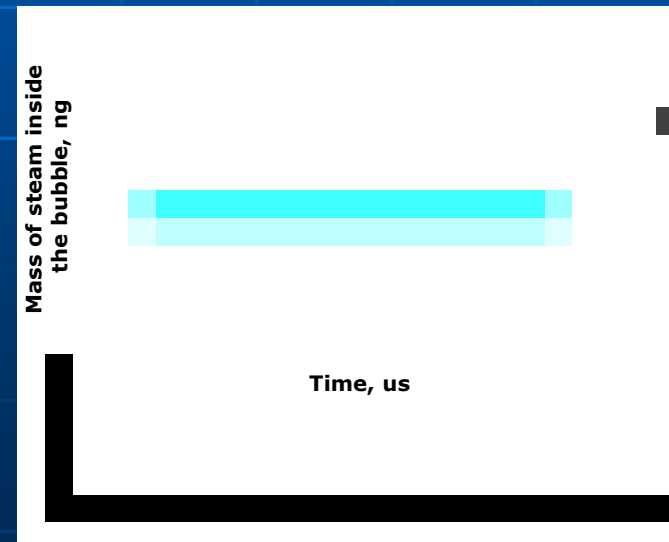 Mass of steam inside
the bubble, ng
Time, us